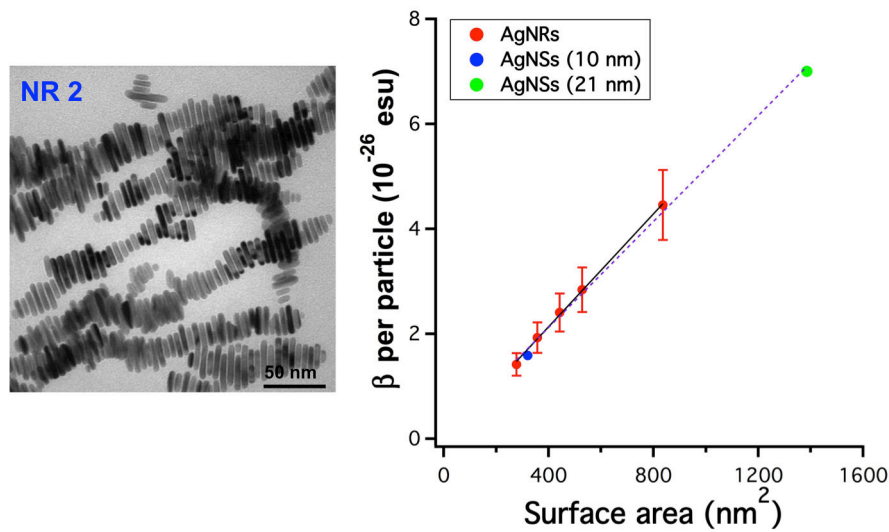 NR 2
50 nm
AgNRs
AgNSs (10 nm)
AgNSs (21 nm)
β per particle (10⁻²⁶ esu)
8
6
4
2
0
0 400 800 1200 1600
Surface area (nm²)